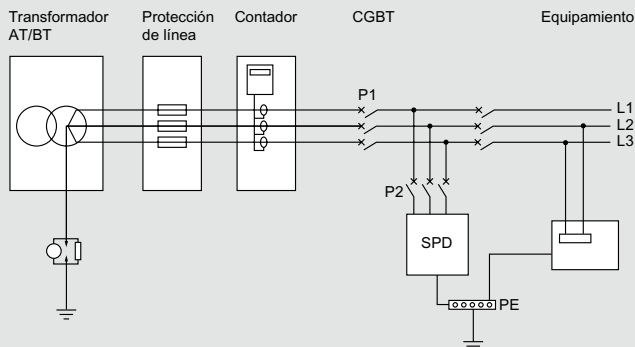 Transformador
AT/BT
Protección
de línea
Contador
CGBT
Equipamiento
P1
L1
L2
L3
P2
SPD
PE